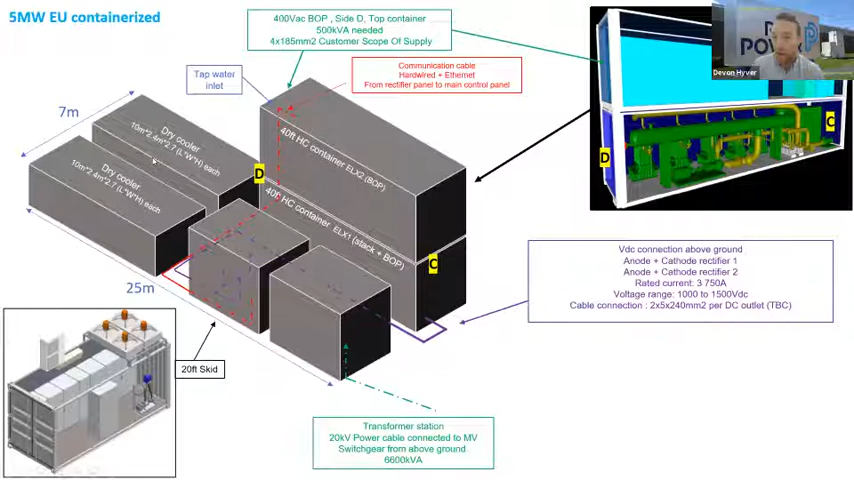 5MW EU containerized
400Vac BOP , Side D, Top container
500kVA needed
4x185mm2 Customer Scope Of Supply
Tap water
inlet
Communication cable
Hardwired + Ethernet
From rectifier panel to main control panel
Devon Hyver
POWER
7m
Dry cooler
10m*2.4m*2.7 (L*W*H) each
Dry cooler
10m*2.4m*2.7 (L*W*H) each
40ft HC container ELX2 (BOP)
D
40ft HC container ELX1 (stack + BOP)
C
D
C
25m
20ft Skid
Vdc connection above ground
Anode + Cathode rectifier 1
Anode + Cathode rectifier 2
Rated current: 3 750A
Voltage range: 1000 to 1500Vdc
Cable connection : 2x5x240mm2 per DC outlet (TBC)
Transformer station
20kV Power cable connected to MV
Switchgear from above ground
6600kVA